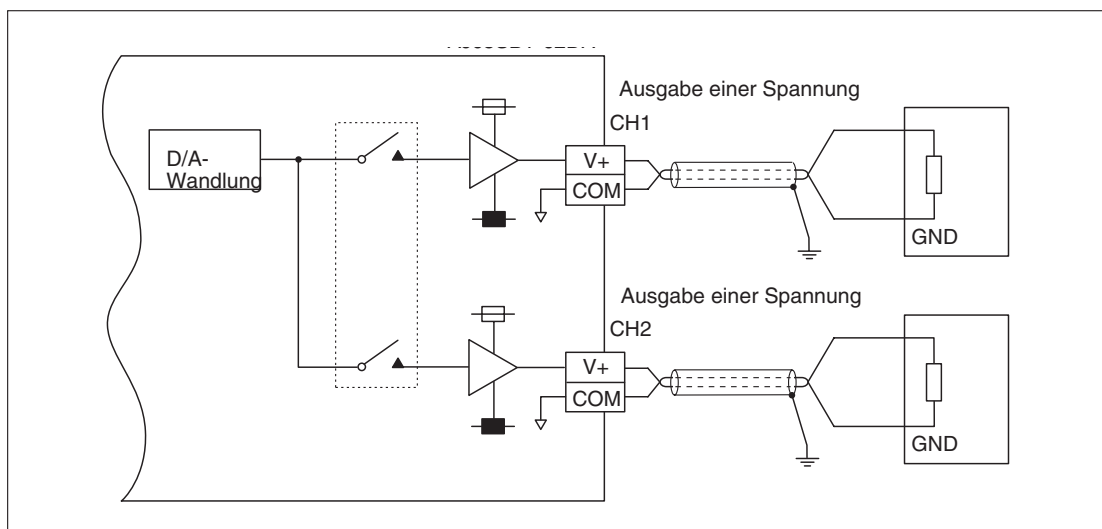 Ausgabe einer Spannung
CH1
D/A-
Wandlung
V+
COM
GND
Ausgabe einer Spannung
CH2
V+
COM
GND